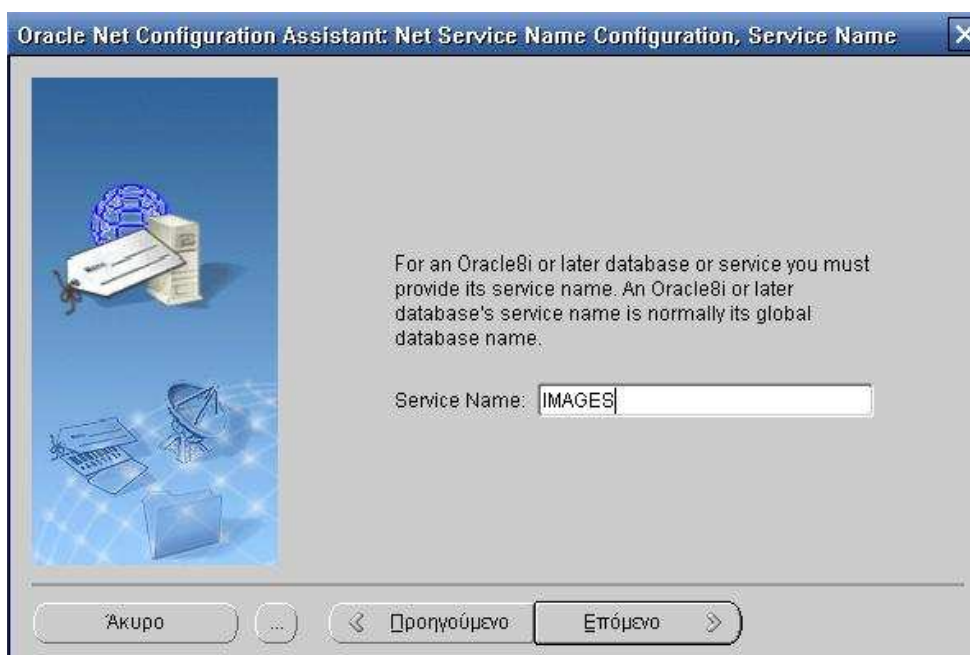 Oracle Net Configuration Assistant: Net Service Name Configuration, Service Name
For an Oracle8i or later database or service you must
provide its service name. An Oracle8i or later
database's service name is normally its global
database name.
Service Name: IMAGES
Άκυρο ... Προηγούμενο Επόμενο